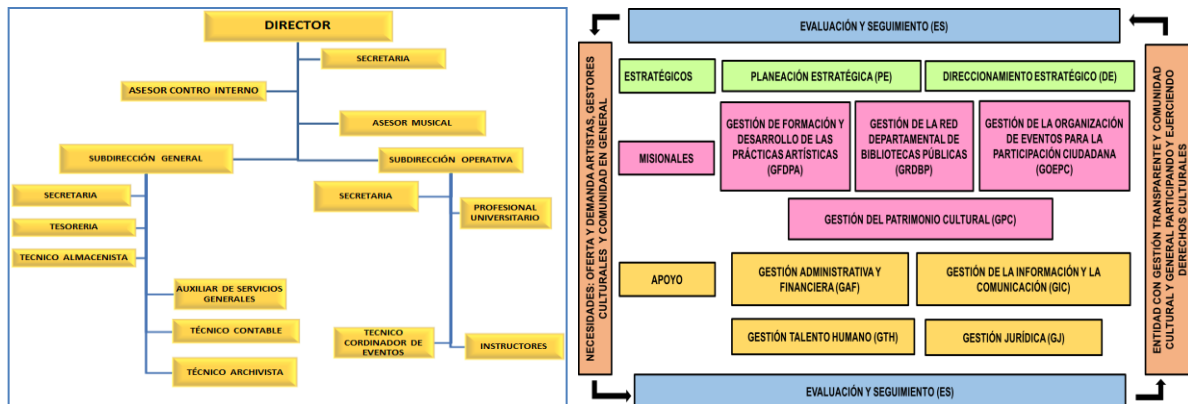 DIRECTOR
SECRETARIA
ASESOR CONTRO INTERNO
ASESOR MUSICAL
SUBDIRECCIÓN GENERAL
SUBDIRECCIÓN OPERATIVA
SECRETARIA
TESORERIA
TECNICO ALMACENISTA
AUXILIAR DE SERVICIOS
GENERALES
TÉCNICO CONTABLE
TÉCNICO ARCHIVISTA
SECRETARIA
PROFESIONAL
UNIVERSITARIO
TECNICO
CORDINADOR DE
EVENTOS
INSTRUCTORES
NECESIDADES: OFERTA Y DEMANDA ARTISTAS, GESTORES
CULTURALES Y COMUNIDAD EN GENERAL
EVALUACIÓN Y SEGUIMIENTO (ES)
ESTRATÉGICOS
PLANEACIÓN ESTRATÉGICA (PE)
DIRECCIONAMIENTO ESTRATÉGICO (DE)
MISIONALES
GESTIÓN DE FORMACIÓN Y
DESARROLLO DE LAS
PRÁCTICAS ARTÍSTICAS
(GFDPA)
GESTIÓN DE LA RED
DEPARTAMENTAL DE
BIBLIOTECAS PÚBLICAS
(GRDBP)
GESTIÓN DE LA ORGANIZACIÓN
DE EVENTOS PARA LA
PARTICIPACIÓN CIUDADANA
(GOEPC)
GESTIÓN DEL PATRIMONIO CULTURAL (GPC)
APOYO
GESTIÓN ADMINISTRATIVA Y
FINANCIERA (GAF)
GESTIÓN DE LA INFORMACIÓN Y LA
COMUNICACIÓN (GIC)
GESTIÓN TALENTO HUMANO (GTH)
GESTIÓN JURÍDICA (GJ)
EVALUACIÓN Y SEGUIMIENTO (ES)
ENTIDAD CON GESTIÓN TRANSPARENTE Y COMUNIDAD
CULTURAL Y GENERAL PARTICIPANDO Y EJERCIENDO
DERECHOS CULTURALES